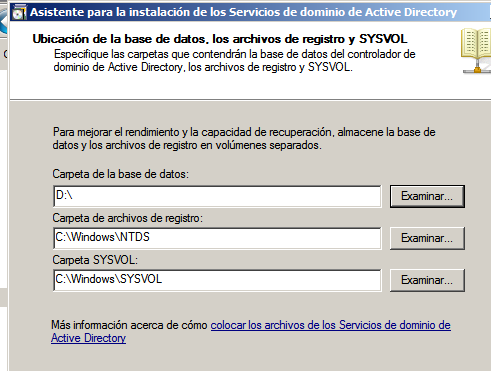 Asistente para la instalación de los Servicios de dominio de Active Directory
Ubicación de la base de datos, los archivos de registro y SYSVOL
Especifique las carpetas que contendrán la base de datos del controlador de
dominio de Active Directory, los archivos de registro y SYSVOL.
Para mejorar el rendimiento y la capacidad de recuperación, almacene la base de
datos y los archivos de registro en volúmenes separados.
Carpeta de la base de datos:
D:\
Examinar...
Carpeta de archivos de registro:
C:\Windows\NTDS
Examinar...
Carpeta SYSVOL:
C:\Windows\SYSVOL
Examinar...
Más información acerca de cómo colocar los archivos de los Servicios de dominio de
Active Directory